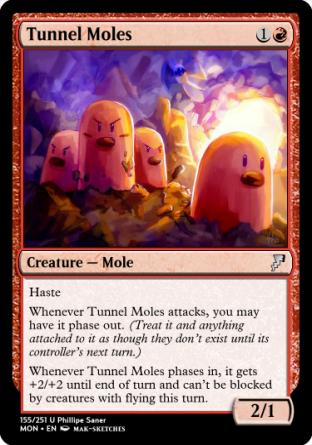 Tunnel Moles 1
Creature — Mole
Haste
Whenever Tunnel Moles attacks, you may
have it phase out. (Treat it and anything
attached to it as though they don't exist until its
controller's next turn.)
Whenever Tunnel Moles phases in, it gets
+2/+2 until end of turn and can't be blocked
by creatures with flying this turn.
2/1
155/251 U Phillipe Saner
MON • EN MAK-SKETCHES